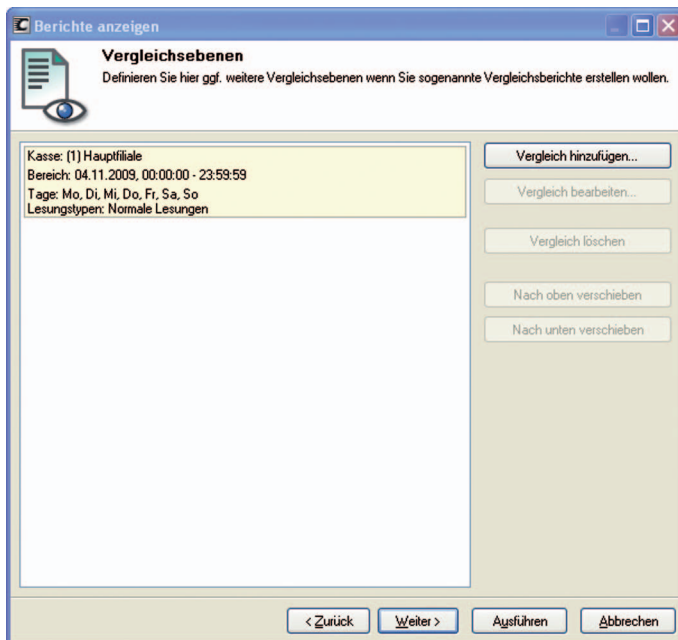 Berichte anzeigen
Vergleichsebenen
Definieren Sie hier ggf. weitere Vergleichsebenen wenn Sie sogenannte Vergleichsberichte erstellen wollen.
Kasse: (1) Hauptfiliale
Bereich: 04.11.2009, 00:00:00 - 23:59:59
Tage: Mo, Di, Mi, Do, Fr, Sa, So
Lesungstypen: Normale Lesungen
Vergleich hinzufügen...
Vergleich bearbeiten...
Vergleich löschen
Nach oben verschieben
Nach unten verschieben
< Zurück
Weiter >
Ausführen
Abbrechen